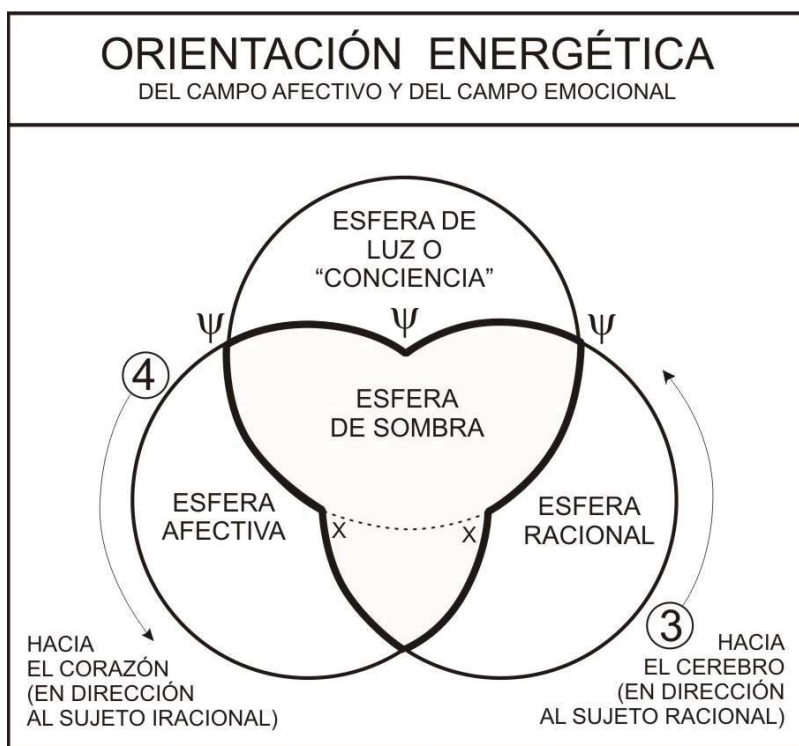 ORIENTACIÓN ENERGÉTICA
DEL CAMPO AFECTIVO Y DEL CAMPO EMOCIONAL
ESFERA DE
LUZ O
“CONCIENCIA”
ψ ψ ψ
4
ESFERA
DE SOMBRA
ESFERA
AFECTIVA
ESFERA
RACIONAL
X X
3
HACIA
EL CORAZÓN
(EN DIRECCIÓN
AL SUJETO IRACIONAL)
HACIA
EL CEREBRO
(EN DIRECCIÓN
AL SUJETO RACIONAL)